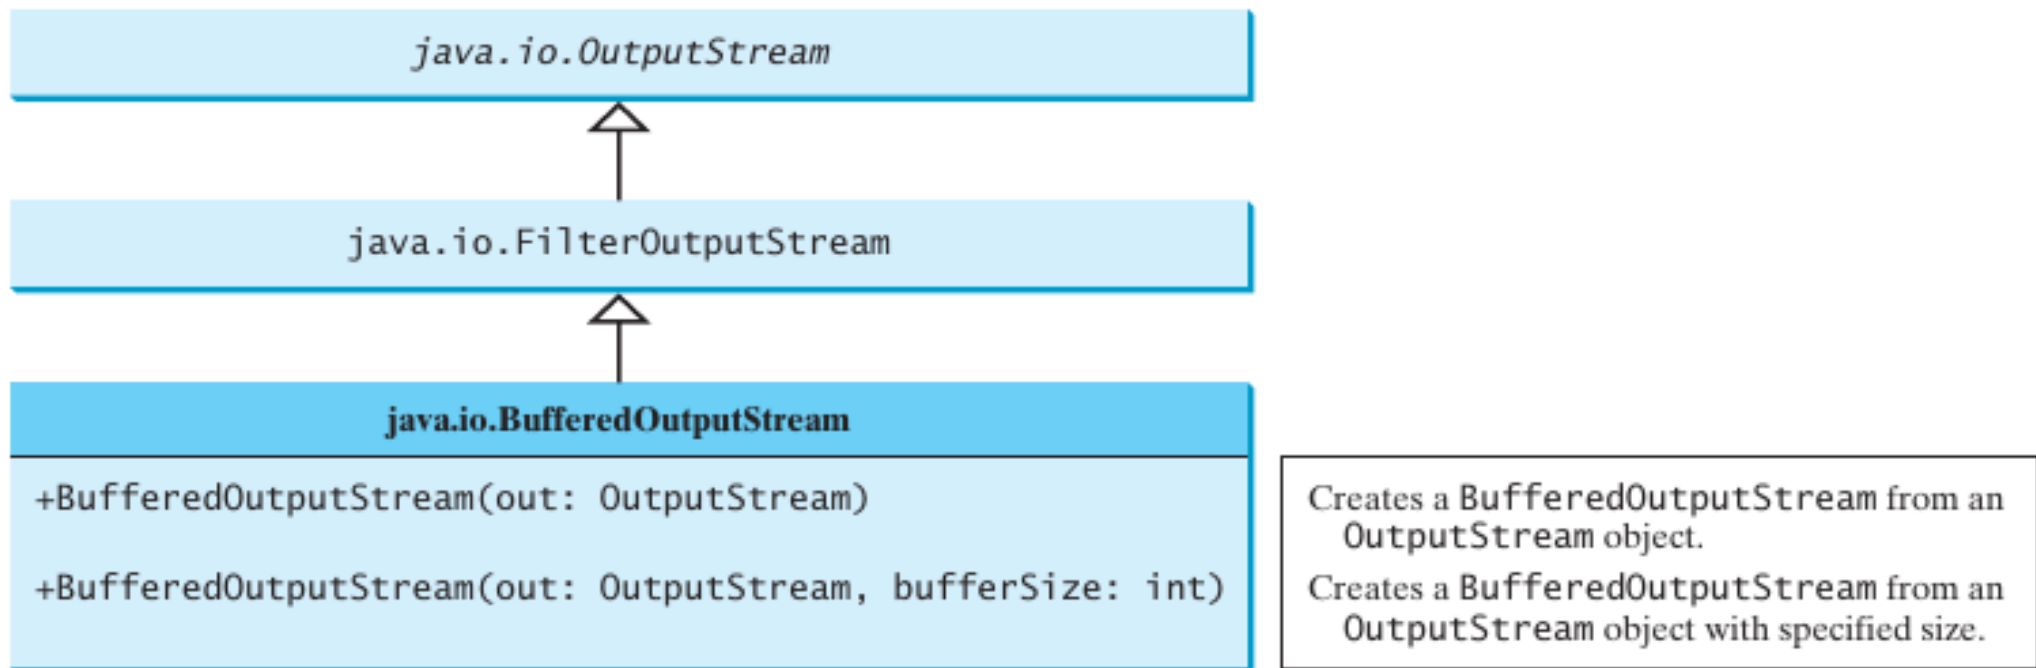 java.io.OutputStream
java.io.FilterOutputStream
java.io.BufferedOutputStream
+BufferedOutputStream(out: OutputStream)
+BufferedOutputStream(out: OutputStream, bufferSize: int)
Creates a BufferedOutputStream from an
OutputStream object.
Creates a BufferedOutputStream from an
OutputStream object with specified size.